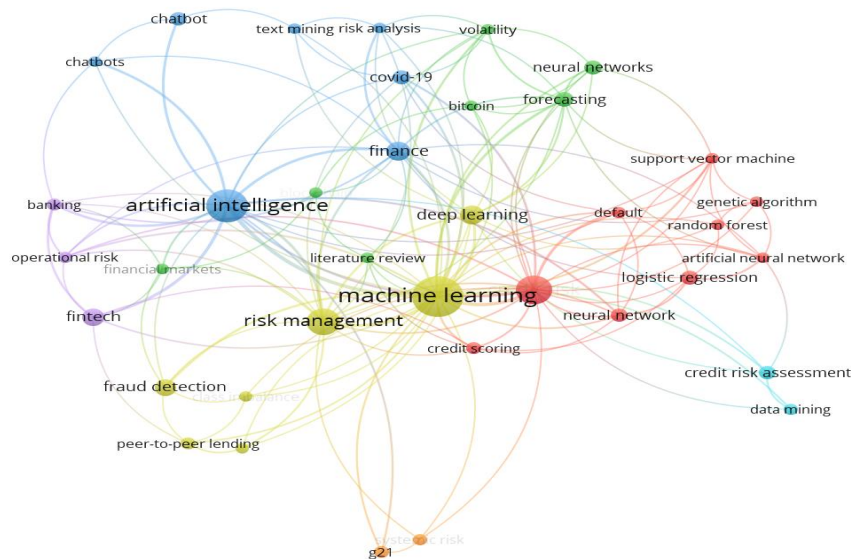 chatbot
text mining
risk analysis
volatility
chatbots
covid-19
neural networks
bitcoin
forecasting
finance
support vector machine
banking
artificial intelligence
deep learning
default
genetic algorithm
random forest
operational risk
financial markets
literature review
artificial neural network
logistic regression
machine learning
fintech
risk management
neural network
credit scoring
fraud detection
class imbalance
credit risk assessment
data mining
peer-to-peer lending
systemic risk
g21